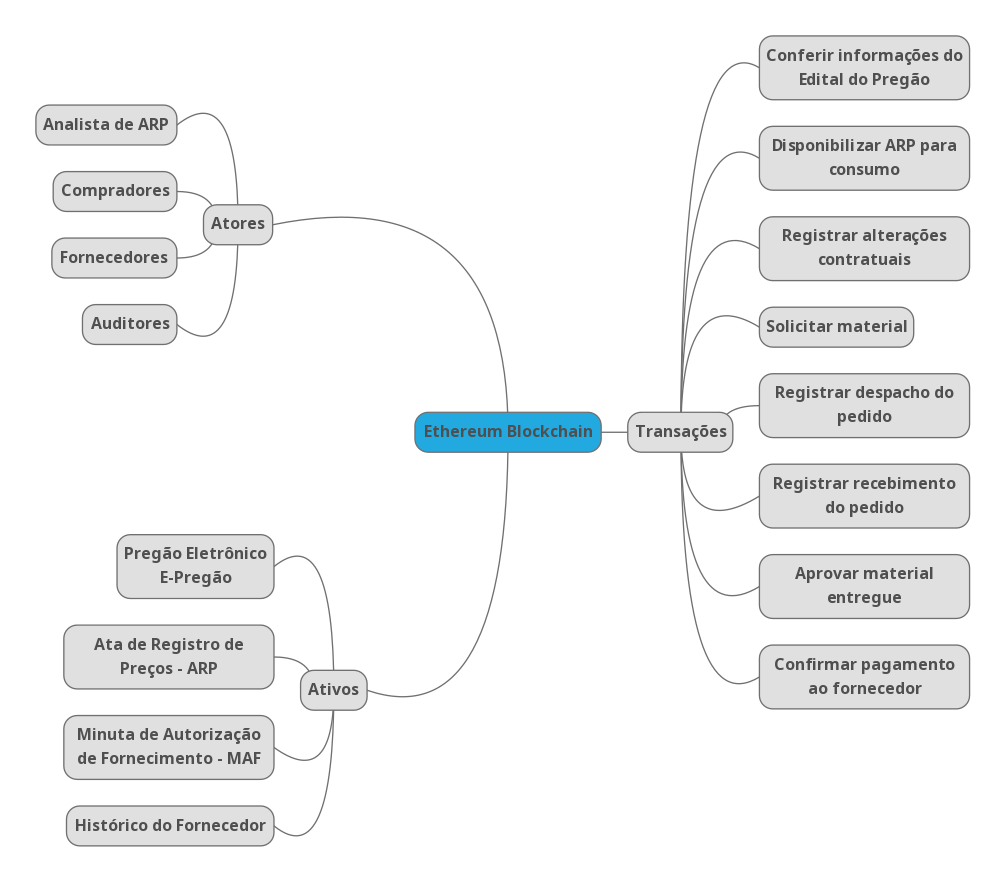 Ethereum Blockchain
Atores
Analista de ARP
Compradores
Fornecedores
Auditores
Ativos
Pregão Eletrônico
E-Pregão
Ata de Registro de
Preços - ARP
Minuta de Autorização
de Fornecimento - MAF
Histórico do Fornecedor
Transações
Conferir informações do
Edital do Pregão
Disponibilizar ARP para
consumo
Registrar alterações
contratuais
Solicitar material
Registrar despacho do
pedido
Registrar recebimento
do pedido
Aprovar material
entregue
Confirmar pagamento
ao fornecedor